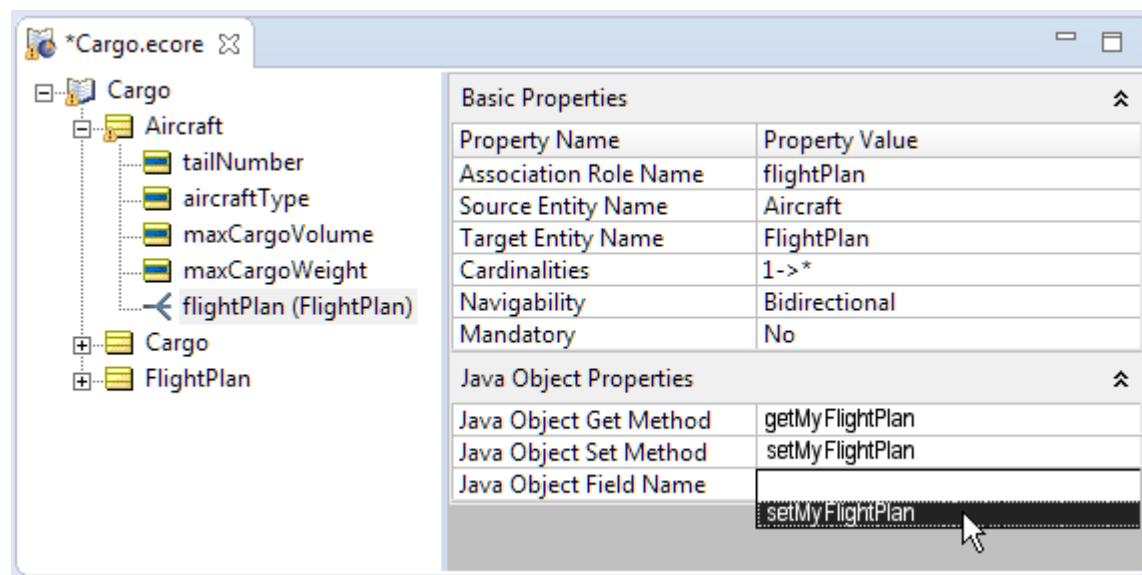 *Cargo.ecore
Cargo
Aircraft
tailNumber
aircraftType
maxCargoVolume
maxCargoWeight
flightPlan (FlightPlan)
Cargo
FlightPlan
Basic Properties
Property Name Property Value
Association Role Name flightPlan
Source Entity Name Aircraft
Target Entity Name FlightPlan
Cardinalities 1->*
Navigability Bidirectional
Mandatory No
Java Object Properties
Java Object Get Method getMyFlightPlan
Java Object Set Method setMyFlightPlan
Java Object Field Name
setMyFlightPlan